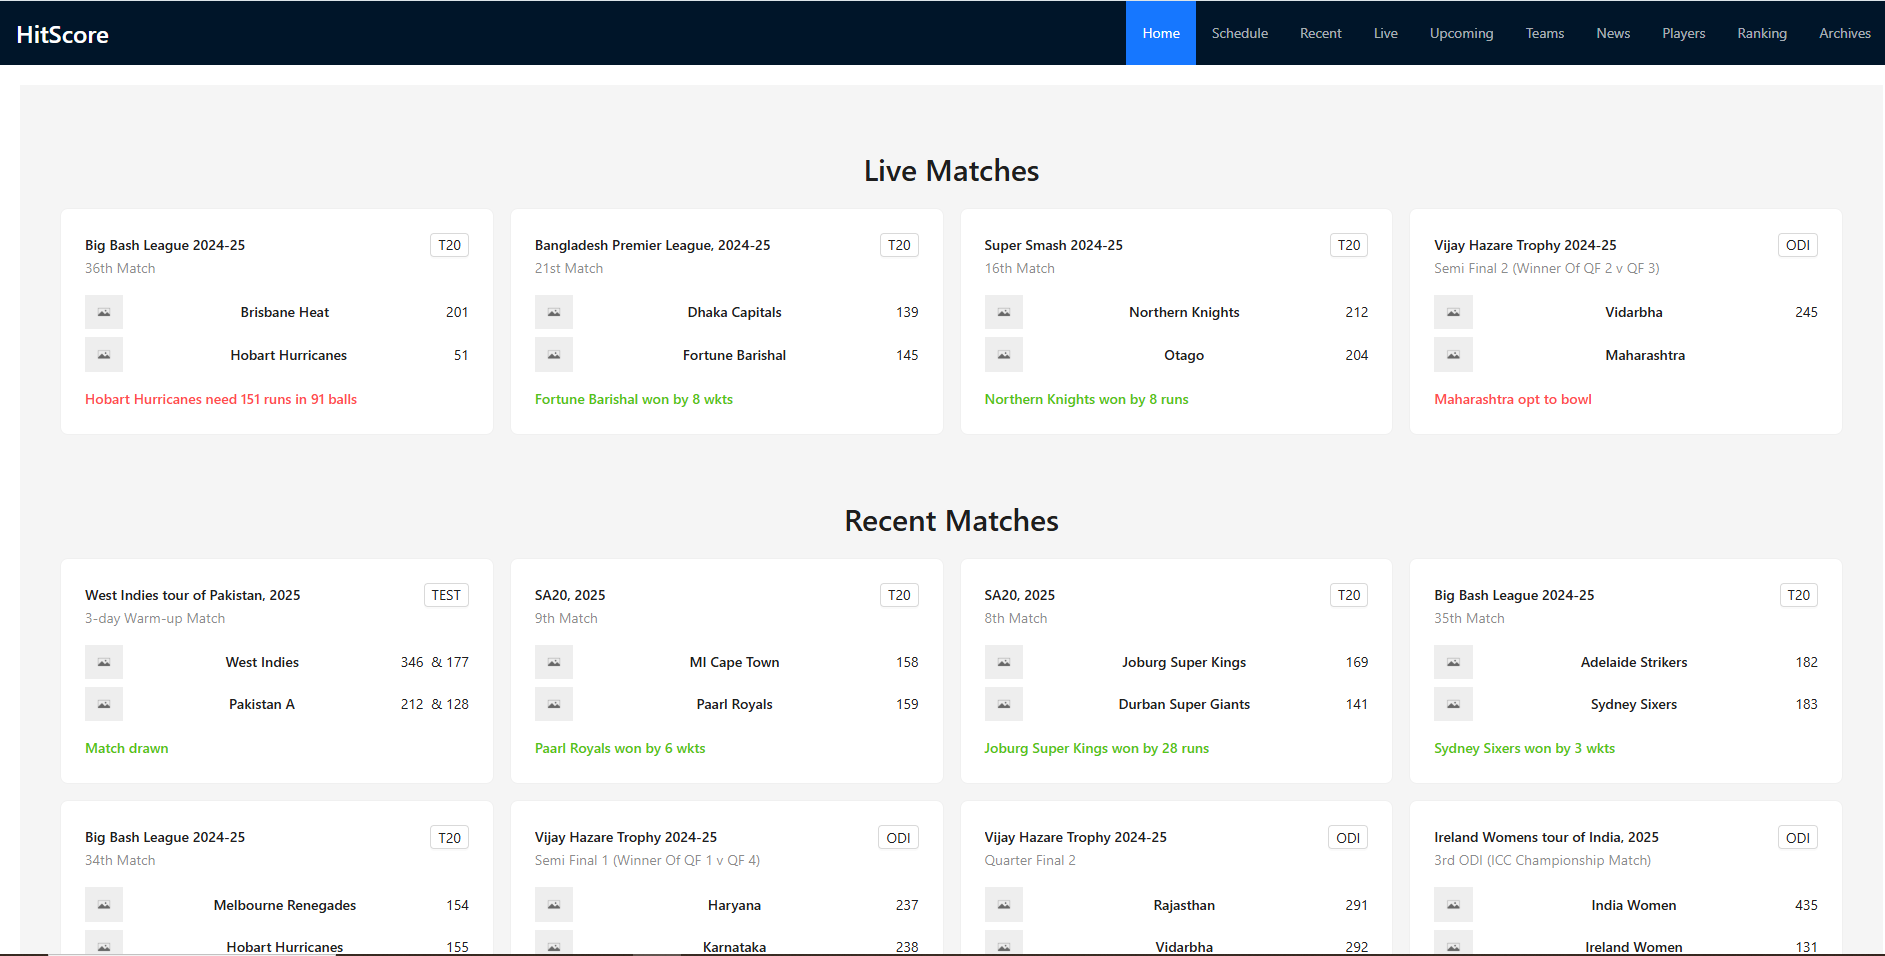 HitScore
Home Schedule Recent Live Upcoming Teams News Players Ranking Archives
Live Matches
Big Bash League 2024-25 T20
36th Match
Brisbane Heat 201
Hobart Hurricanes 51
Hobart Hurricanes need 151 runs in 91 balls
Bangladesh Premier League, 2024-25 T20
21st Match
Dhaka Capitals 139
Fortune Barishal 145
Fortune Barishal won by 8 wkts
Super Smash 2024-25 T20
16th Match
Northern Knights 212
Otago 204
Northern Knights won by 8 runs
Vijay Hazare Trophy 2024-25 ODI
Semi Final 2 (Winner Of QF 2 v QF 3)
Vidarbha 245
Maharashtra
Maharashtra opt to bowl
Recent Matches
West Indies tour of Pakistan, 2025 TEST
3-day Warm-up Match
West Indies 346 & 177
Pakistan A 212 & 128
Match drawn
SA20, 2025 T20
9th Match
MI Cape Town 158
Paarl Royals 159
Paarl Royals won by 6 wkts
SA20, 2025 T20
8th Match
Joburg Super Kings 169
Durban Super Giants 141
Joburg Super Kings won by 28 runs
Big Bash League 2024-25 T20
35th Match
Adelaide Strikers 182
Sydney Sixers 183
Sydney Sixers won by 3 wkts
Big Bash League 2024-25 T20
34th Match
Melbourne Renegades 154
Hobart Hurricanes 155
Vijay Hazare Trophy 2024-25 ODI
Semi Final 1 (Winner Of QF 1 v QF 4)
Haryana 237
Karnataka 238
Vijay Hazare Trophy 2024-25 ODI
Quarter Final 2
Rajasthan 291
Vidarbha 292
Ireland Womens tour of India, 2025 ODI
3rd ODI (ICC Championship Match)
India Women 435
Ireland Women 131